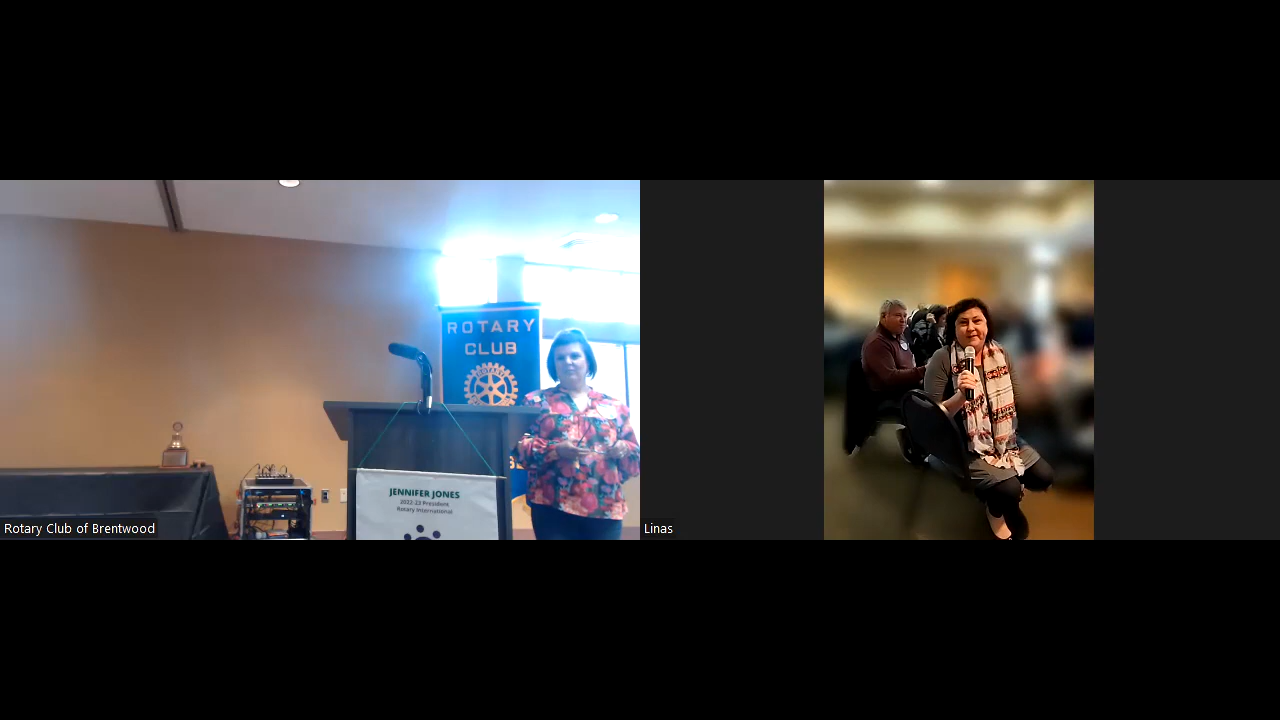 ROTARY
CLUB
JENNIFER JONES
2022-23 President
Rotary International
Rotary Club of Brentwood
Linas